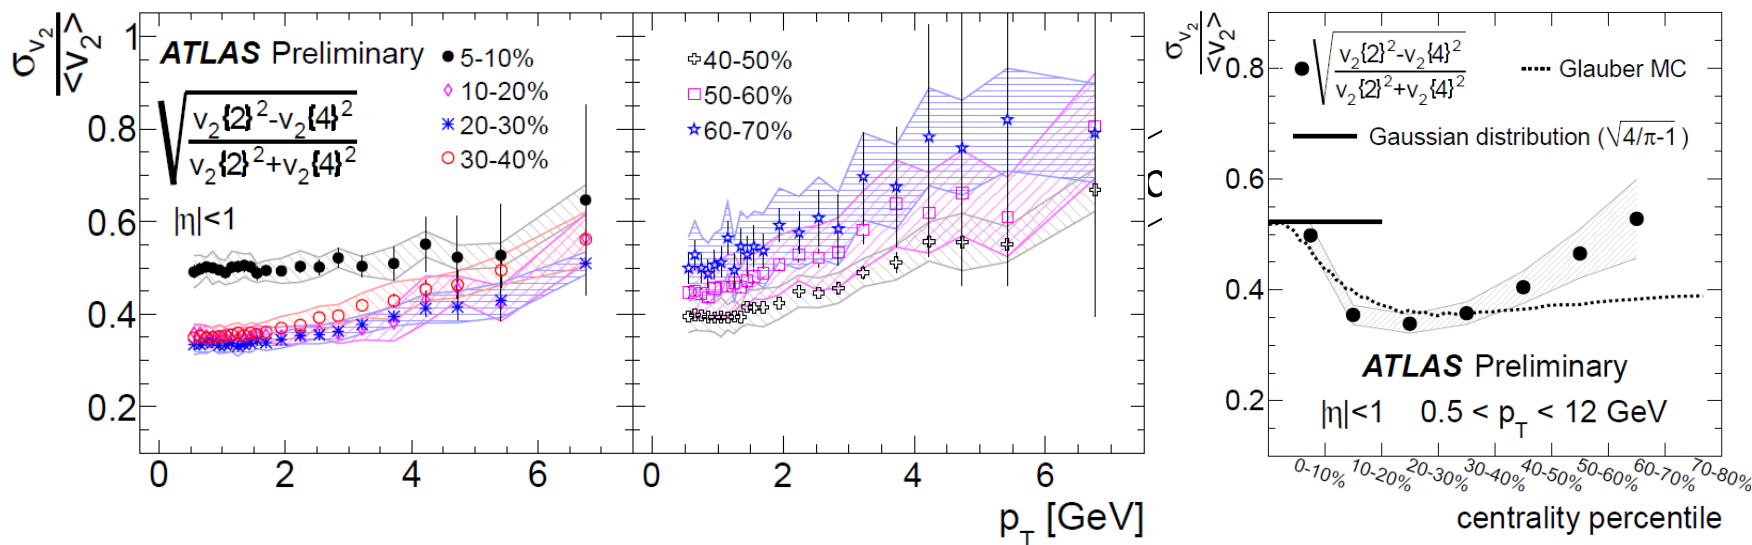 σ_v₂ / <v₂>
1
0.8
0.6
0.4
0.2
ATLAS Preliminary
√ v₂{2}²-v₂{4}² / v₂{2}²+v₂{4}²
|η|<1
5-10%
10-20%
20-30%
30-40%
0 2 4 6
40-50%
50-60%
60-70%
0 2 4 6
p_T [GeV]
σ_v₂ / <v₂>
0.8
0.6
0.4
0.2
√ v₂{2}²-v₂{4}² / v₂{2}²+v₂{4}²
Glauber MC
Gaussian distribution (√4/π-1)
ATLAS Preliminary
|η|<1 0.5 < p_T < 12 GeV
0-10% 10-20% 20-30% 30-40% 40-50% 50-60% 60-70% 70-80%
centrality percentile